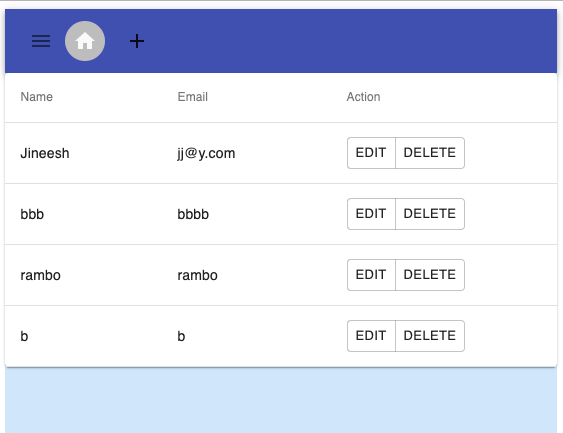 Name Email Action
Jineesh jj@y.com EDIT DELETE
bbb bbbb EDIT DELETE
rambo rambo EDIT DELETE
b b EDIT DELETE